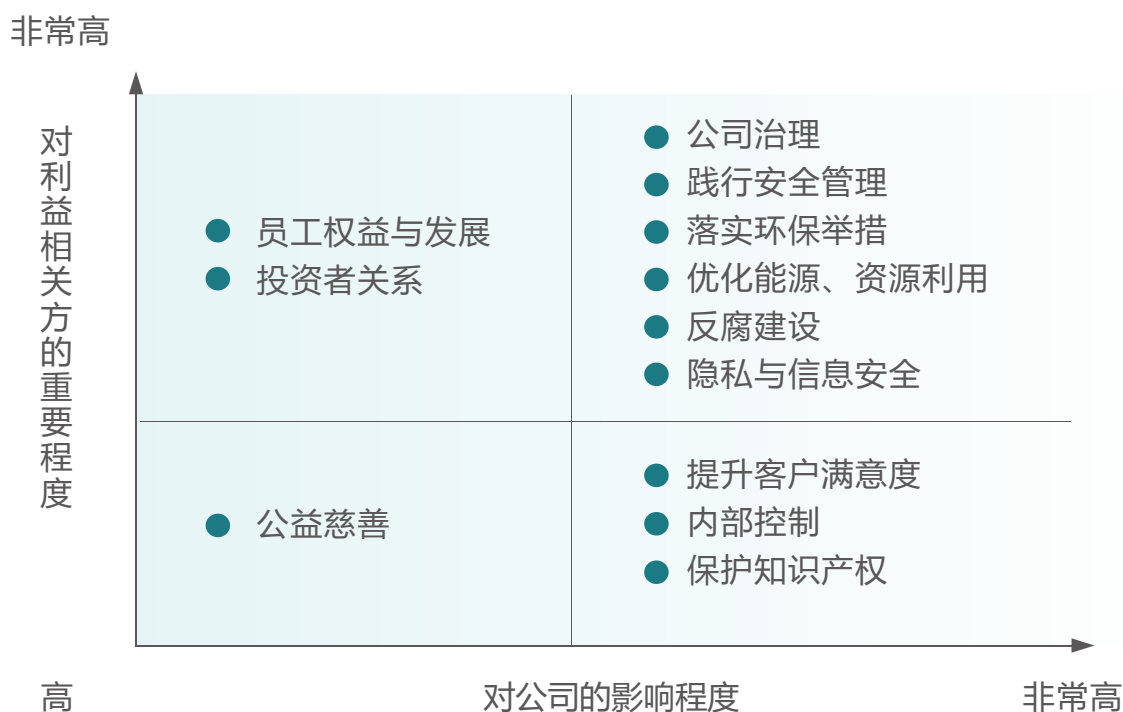 非常高
对利益相关方的重要程度
员工权益与发展
投资者关系
公司治理
践行安全管理
落实环保举措
优化能源、资源利用
反腐建设
隐私与信息安全
公益慈善
提升客户满意度
内部控制
保护知识产权
高
对公司的影响程度
非常高